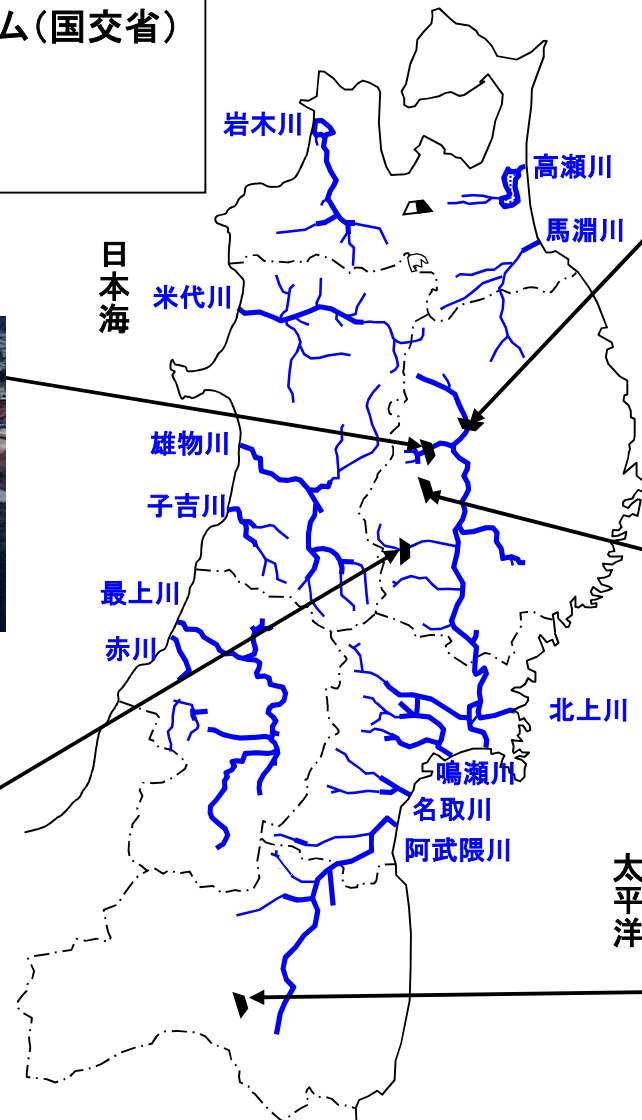 ム（国交省）
岩木川
高瀬川
馬淵川
日本海
米代川
雄物川
子吉川
最上川
赤川
北上川
鳴瀬川
名取川
阿武隈川
太平洋